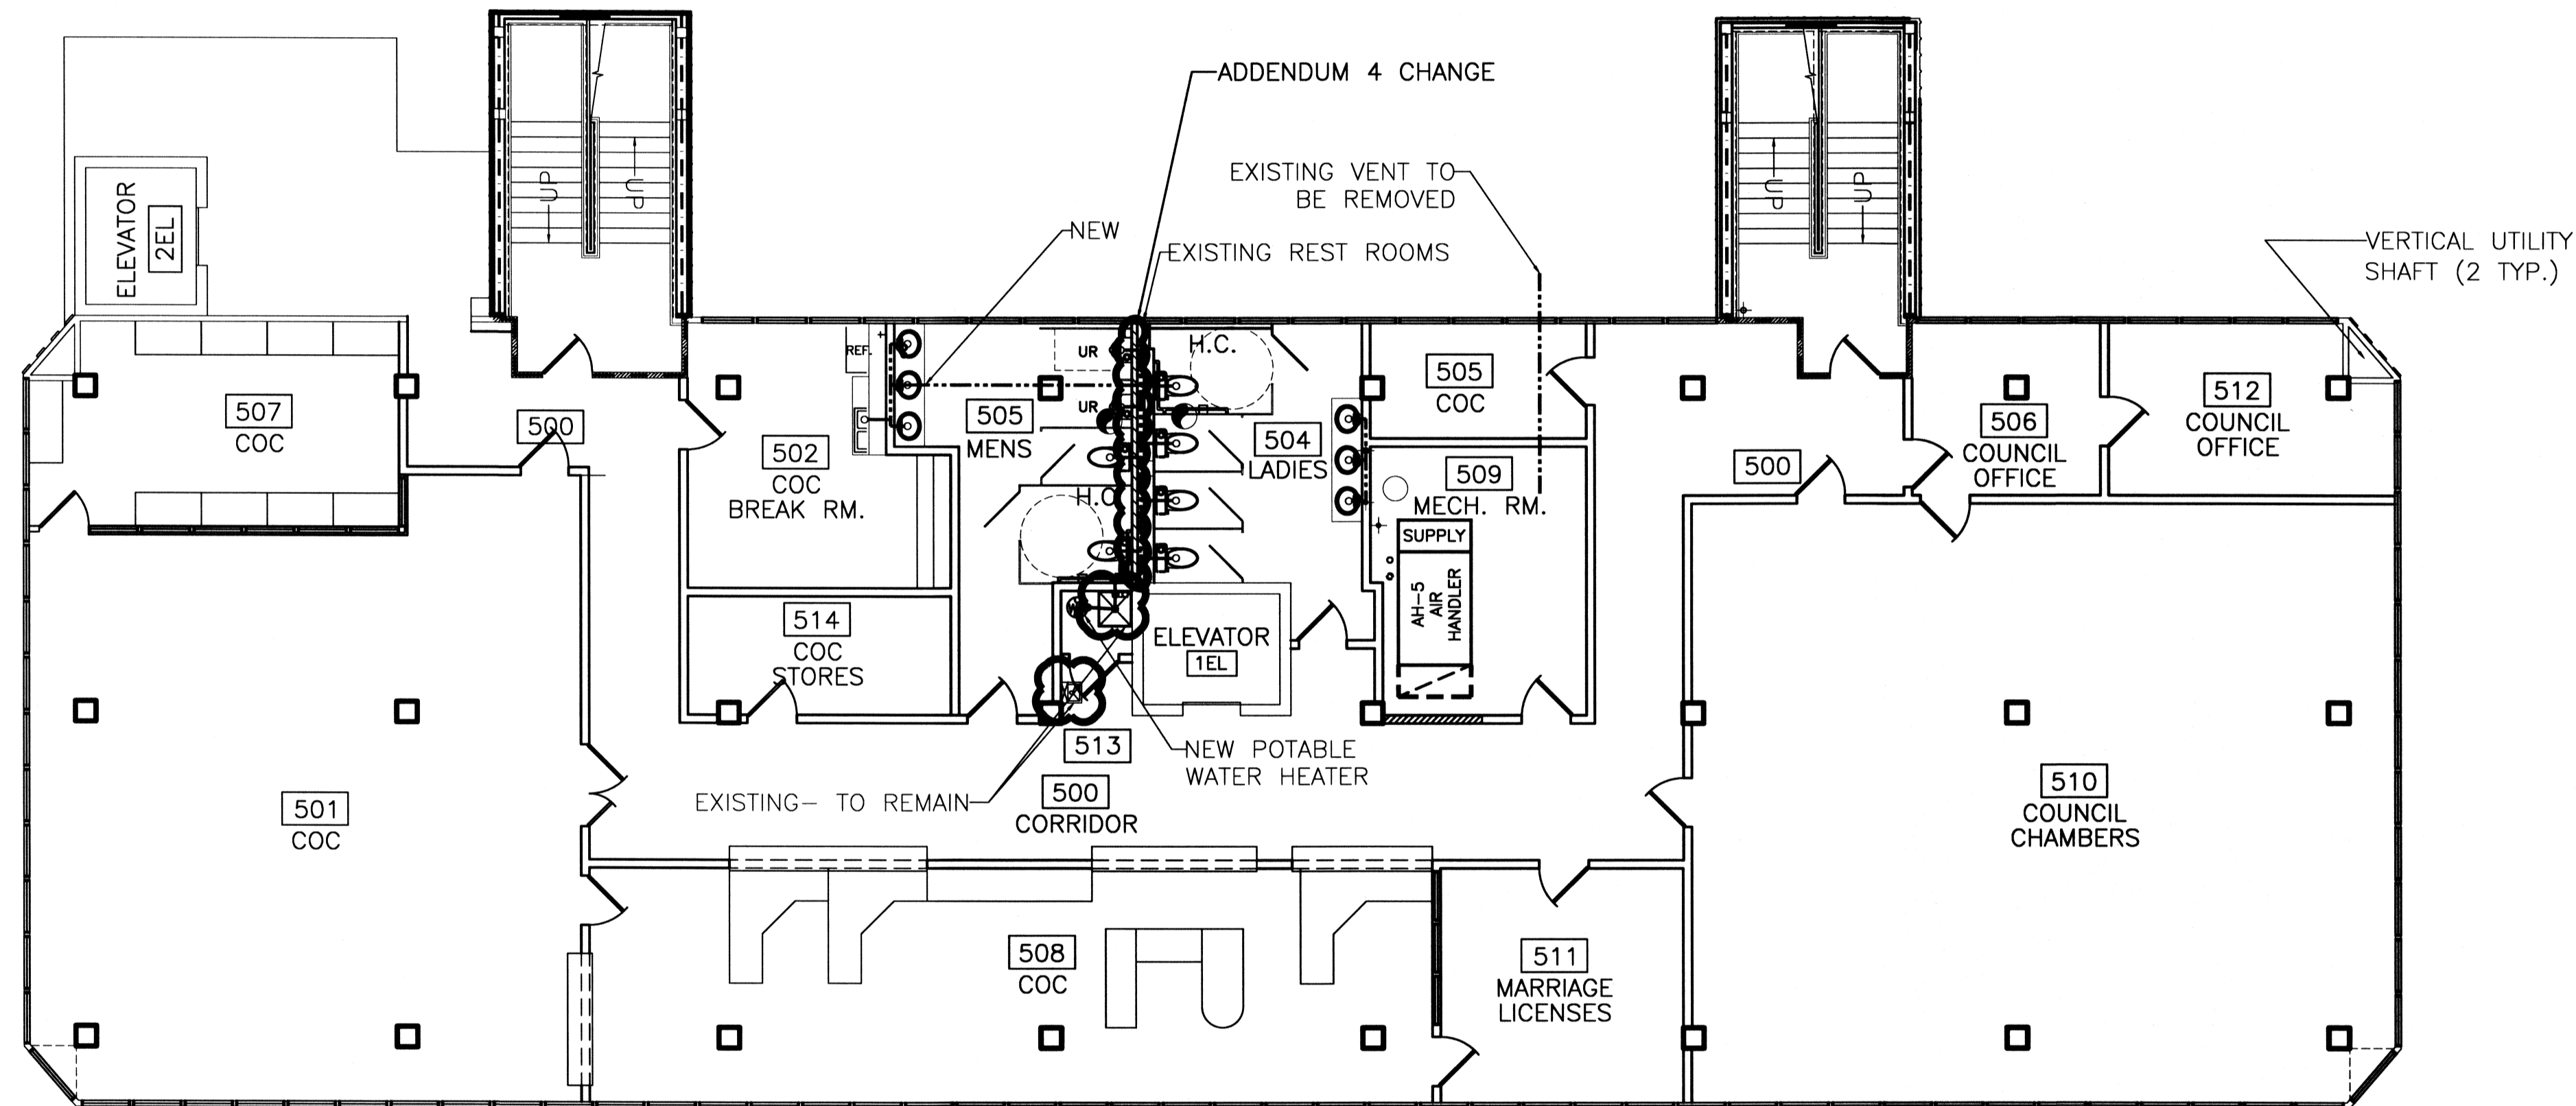 ADDENDUM 4 CHANGE
EXISTING VENT TO
BE REMOVED
NEW
EXISTING REST ROOMS
VERTICAL UTILITY
SHAFT (2 TYP.)
ELEVATOR
2EL
UP
UP
UP
UP
REF.
UR
UR
H.C.
507
COC
500
502
COC
BREAK RM.
505
MENS
H.C.
504
LADIES
505
COC
509
MECH. RM.
SUPPLY
AH-5
AIR
HANDLER
500
506
COUNCIL
OFFICE
512
COUNCIL
OFFICE
514
COC
STORES
ELEVATOR
1EL
513
NEW POTABLE
WATER HEATER
EXISTING- TO REMAIN
500
CORRIDOR
501
COC
510
COUNCIL
CHAMBERS
508
COC
511
MARRIAGE
LICENSES